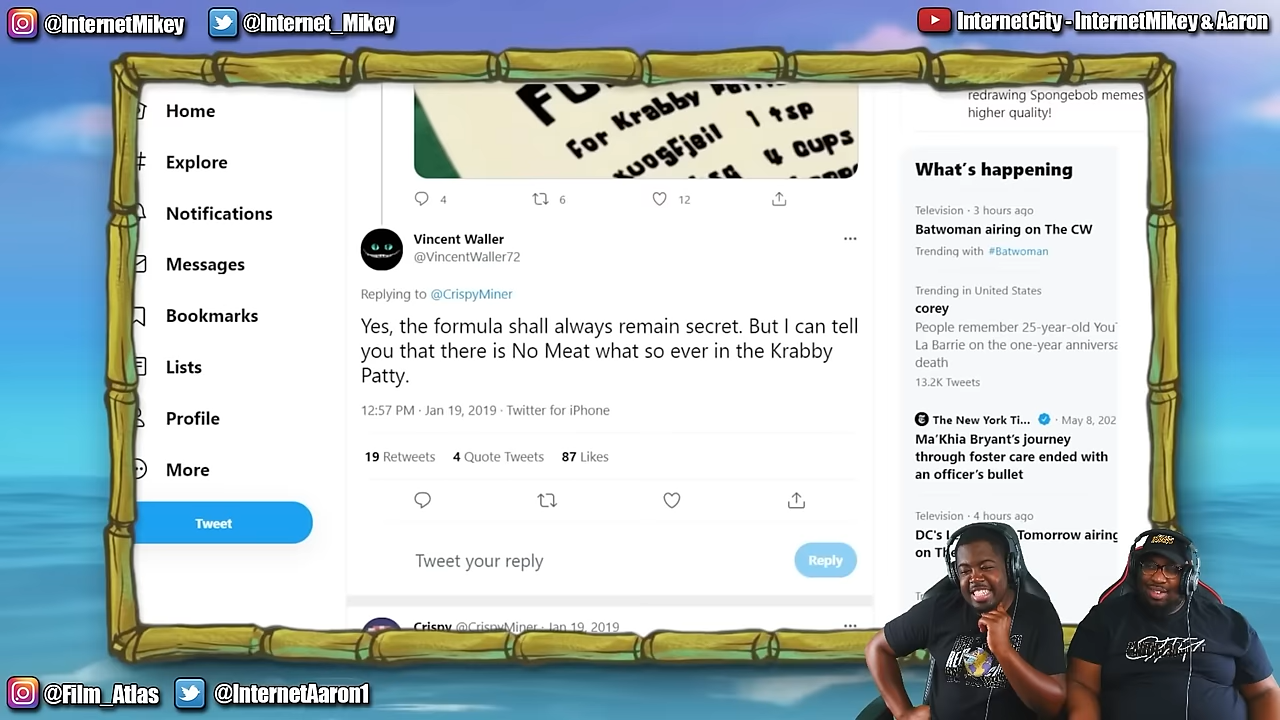 @InternetMikey
@Internet_Mikey
InternetCity - InternetMikey & Aaron
Home
Explore
Notifications
Messages
Bookmarks
Lists
Profile
More
Tweet
For Krabby
1 tsp
4 cups
4
6
12
Vincent Waller
@VincentWaller72
Replying to @CrispyMiner
Yes, the formula shall always remain secret. But I can tell
you that there is No Meat what so ever in the Krabby
Patty.
12:57 PM · Jan 19, 2019 · Twitter for iPhone
19 Retweets 4 Quote Tweets 87 Likes
Tweet your reply
Reply
Crispy @CrispyMiner · Jan 19, 2019
redrawing Spongebob memes
higher quality!
What's happening
Television · 3 hours ago
Batwoman airing on The CW
Trending with #Batwoman
Trending in United States
corey
People remember 25-year-old You
La Barrie on the one-year anniversa
death
13.2K Tweets
The New York Ti... · May 8, 202
Ma'Khia Bryant's journey
through foster care ended with
an officer's bullet
Television · 4 hours ago
DC's L Tomorrow airing
on Th
@Film_Atlas
@InternetAaron1